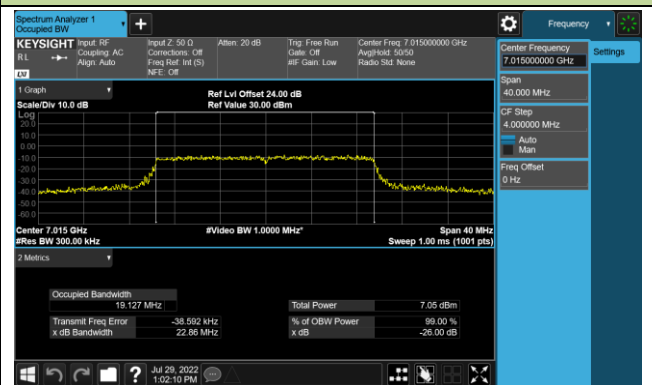 Spectrum Analyzer 1
Occupied BW
Frequency
KEYSIGHT
RL
Input: RF
Coupling: AC
Align: Auto
Input Z: 50 Ω
Corrections: Off
Freq Ref: Int (S)
NFE: Off
Atten: 20 dB
Trig: Free Run
Gate: Off
#IF Gain: Low
Center Freq: 7.015000000 GHz
Avg|Hold: 50/50
Radio Std: None
LXI
Center Frequency
7.015000000 GHz
Settings
Span
40.000 MHz
CF Step
4.000000 MHz
Auto
Man
Freq Offset
0 Hz
1 Graph
Scale/Div 10.0 dB
Ref Lvl Offset 24.00 dB
Ref Value 30.00 dBm
Log
20.0
10.0
0.00
-10.0
-20.0
-30.0
-40.0
-50.0
-60.0
Center 7.015 GHz
#Video BW 1.0000 MHz*
Span 40 MHz
#Res BW 300.00 kHz
Sweep 1.00 ms (1001 pts)
2 Metrics
Occupied Bandwidth
19.127 MHz
Total Power 7.05 dBm
Transmit Freq Error -38.592 kHz
% of OBW Power 99.00 %
x dB Bandwidth 22.86 MHz
x dB -26.00 dB
?
Jul 29, 2022
1:02:10 PM